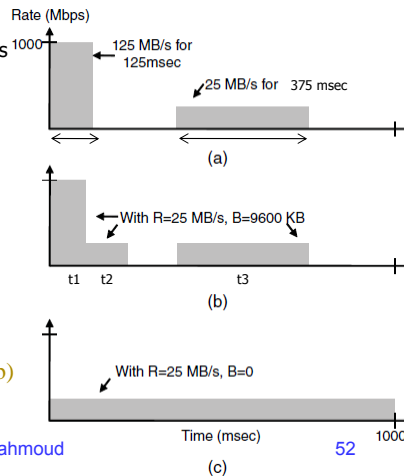 Rate (Mbps)
s 1000
125 MB/s for
125msec
25 MB/s for 375 msec
(a)
With R=25 MB/s, B=9600 KB
t1 t2 t3
(b)
b)
With R=25 MB/s, B=0
Time (msec) 1000
ahmoud 52
(c)